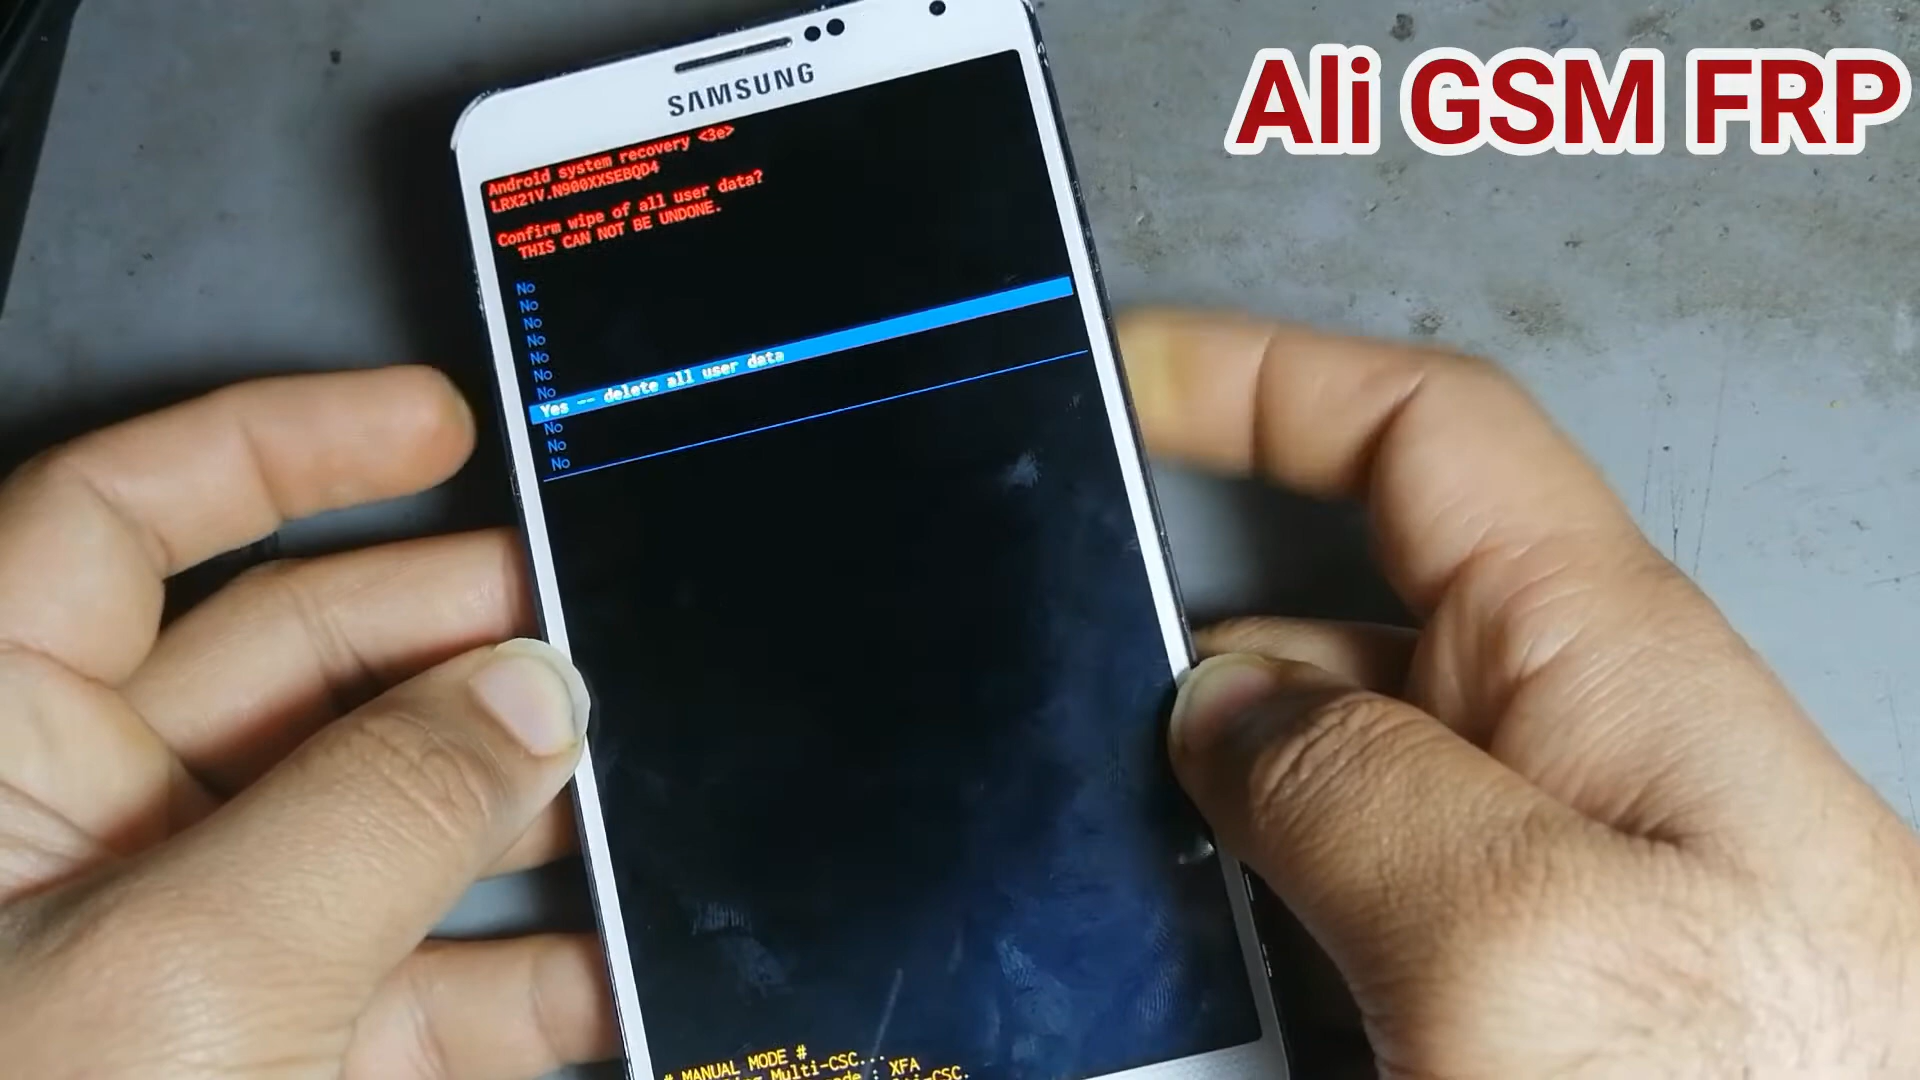 Ali GSM FRP
SAMSUNG
Android system recovery <3e>
LRX21V.N900XXSEBQD4
Confirm wipe of all user data?
THIS CAN NOT BE UNDONE.
No
No
No
No
No
No
No
Yes -- delete all user data
No
No
No
# MANUAL MODE #
Multi-CSC...
: XFA